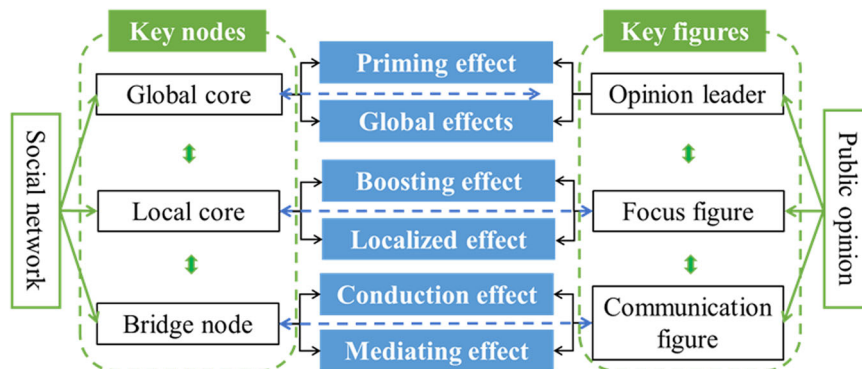 Key nodes
Key figures
Social network
Global core
Local core
Bridge node
Priming effect
Global effects
Boosting effect
Localized effect
Conduction effect
Mediating effect
Opinion leader
Focus figure
Communication
figure
Public opinion